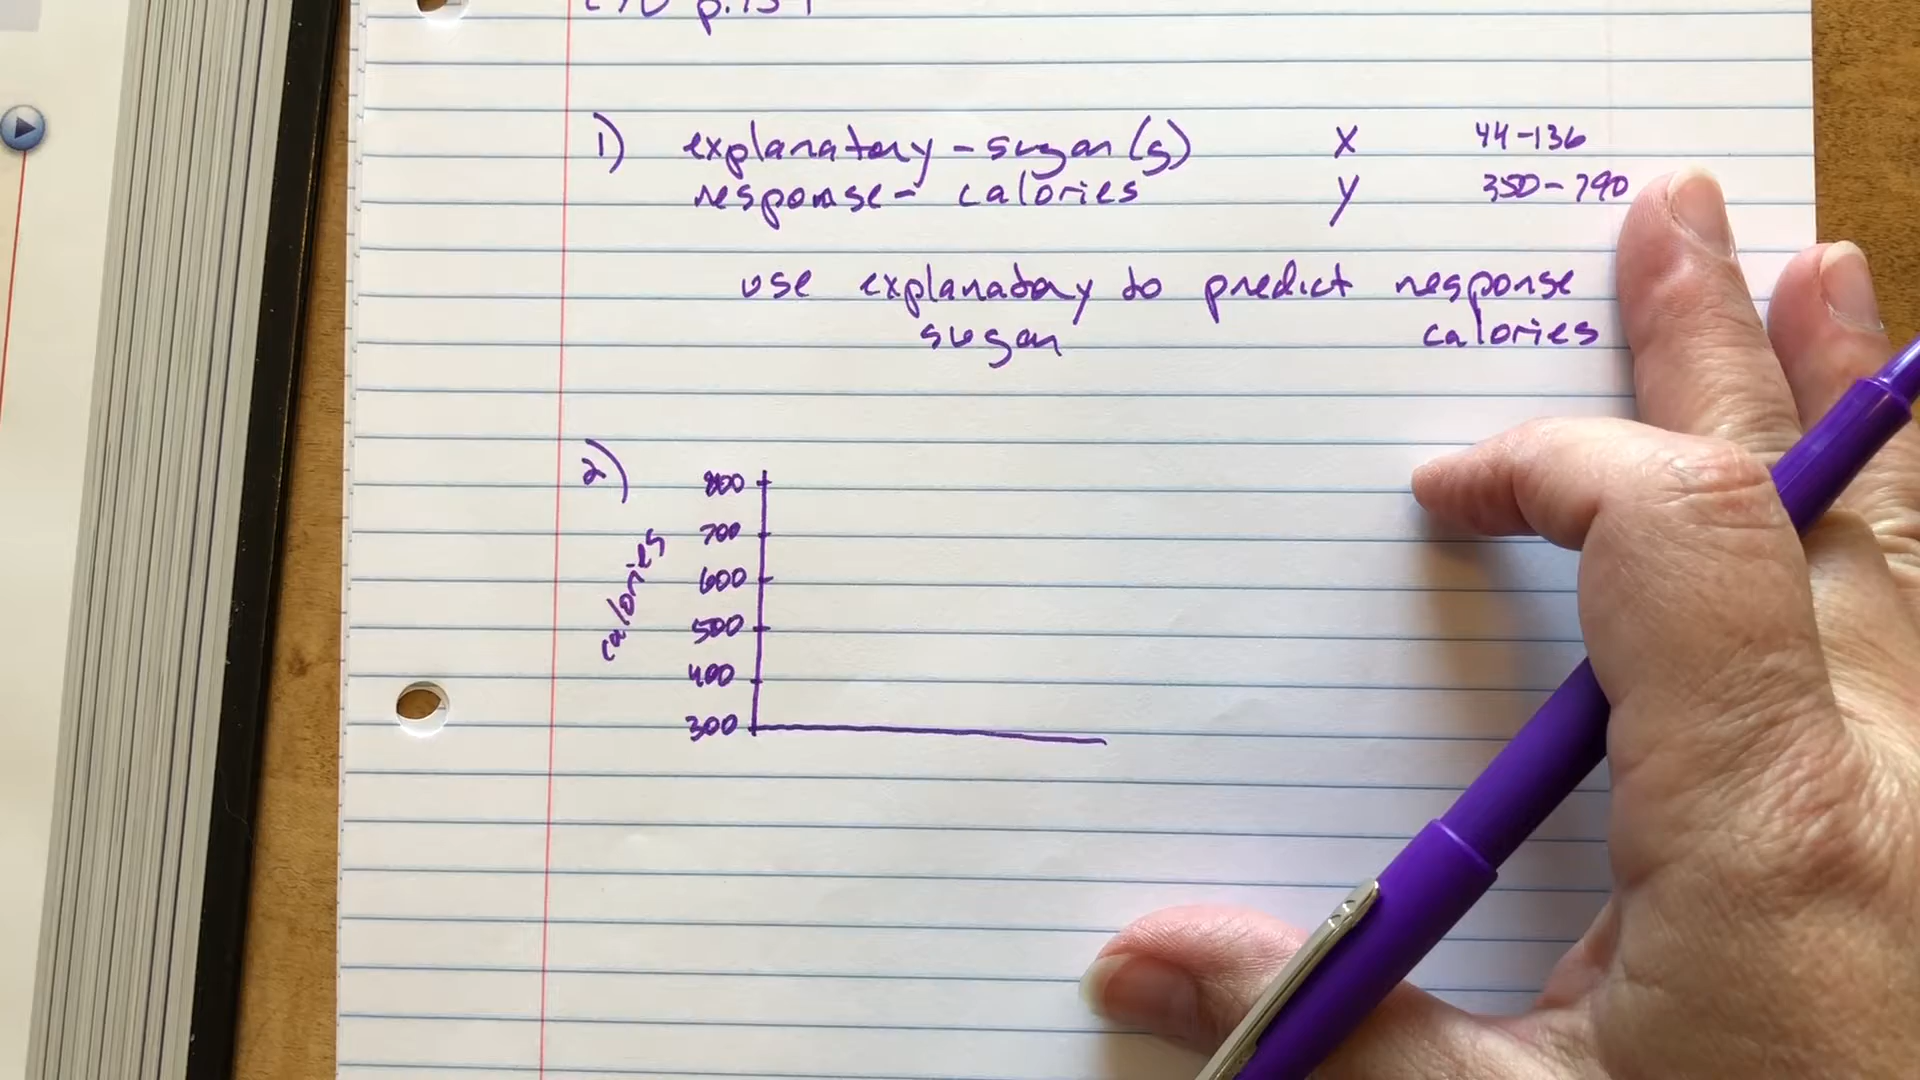 p.154
1) explanatory - sugar (g) X 44-136
response - calories y 350-790
use explanatory to predict response
sugar calories
2)
calories
800
700
600
500
400
300